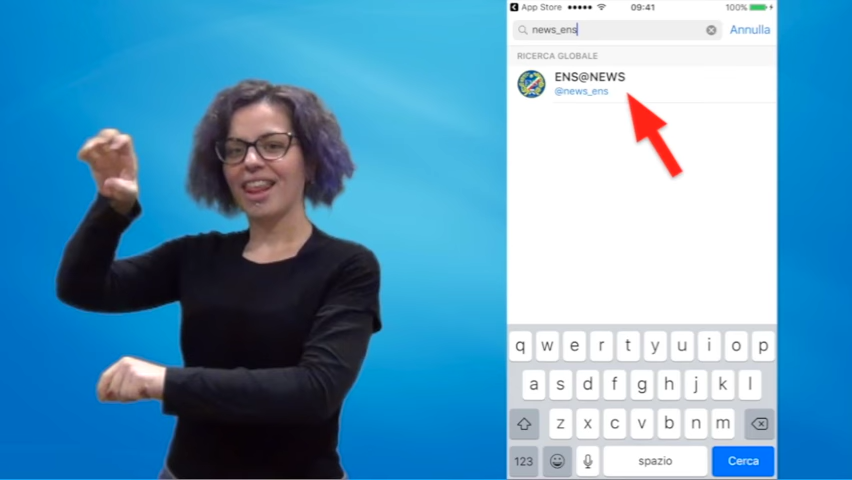 App Store 09:41 100%
news_ens Annulla
RICERCA GLOBALE
ENS@NEWS
@news_ens
q w e r t y u i o p
a s d f g h j k l
z x c v b n m
123 spazio Cerca